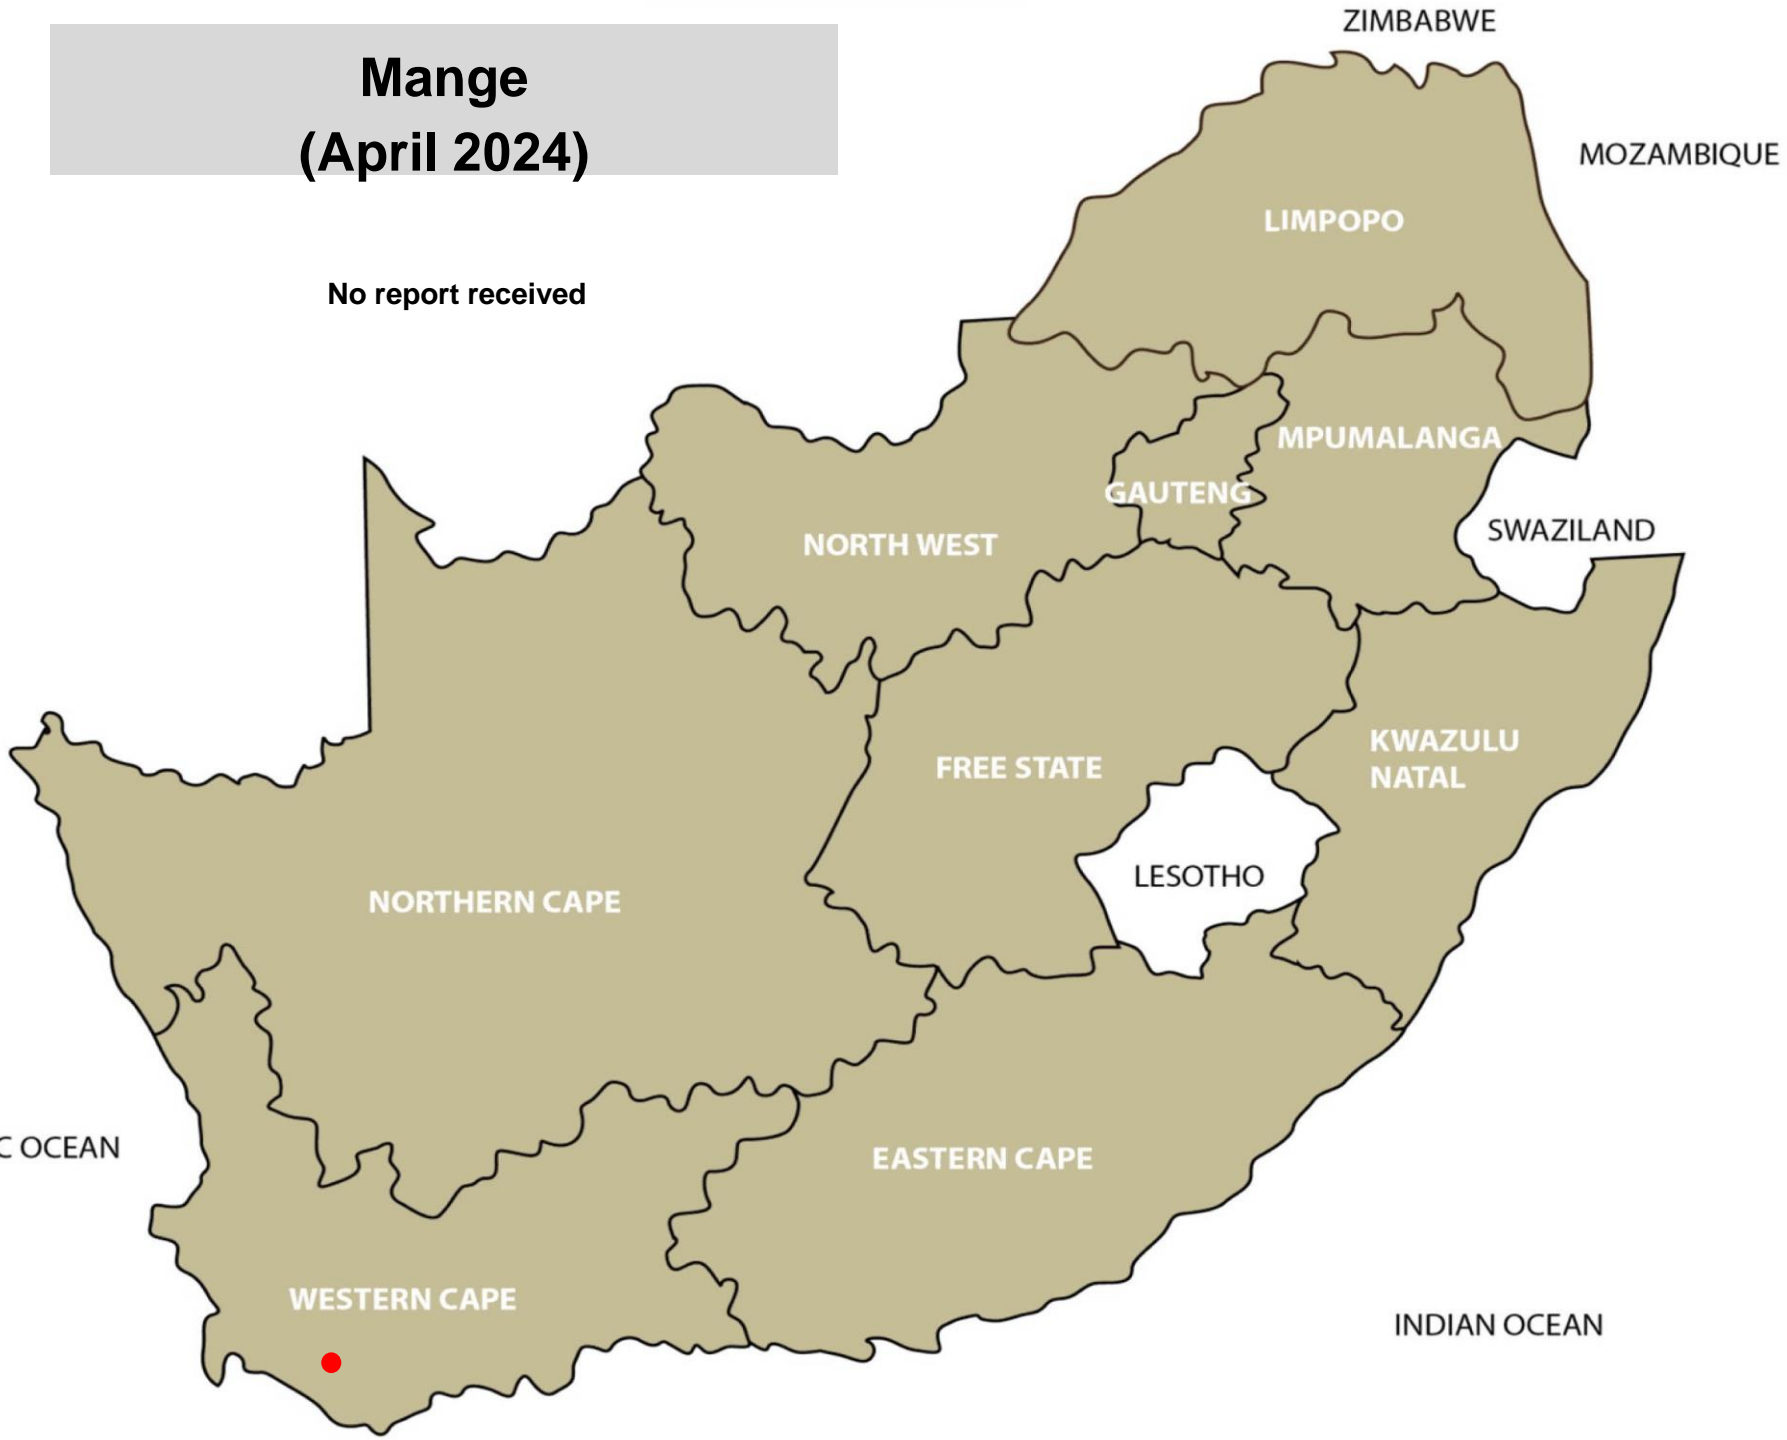 ZIMBABWE
Mange
(April 2024)
MOZAMBIQUE
LIMPOPO
No report received
MPUMALANGA
GAUTENG
SWAZILAND
NORTH WEST
KWAZULU
NATAL
FREE STATE
LESOTHO
NORTHERN CAPE
C OCEAN
EASTERN CAPE
WESTERN CAPE
INDIAN OCEAN